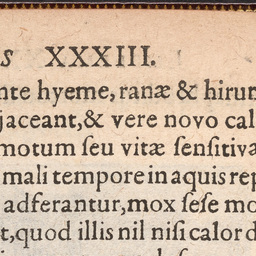 s XXXIII.
nte hyeme, ranæ & hirun
jaceant, & vere novo cal
motum ſeu vitæ ſenſitivæ
mali tempore in aquis rep
adferantur, mox ſeſe mo
t, quod illis nil niſi calor d